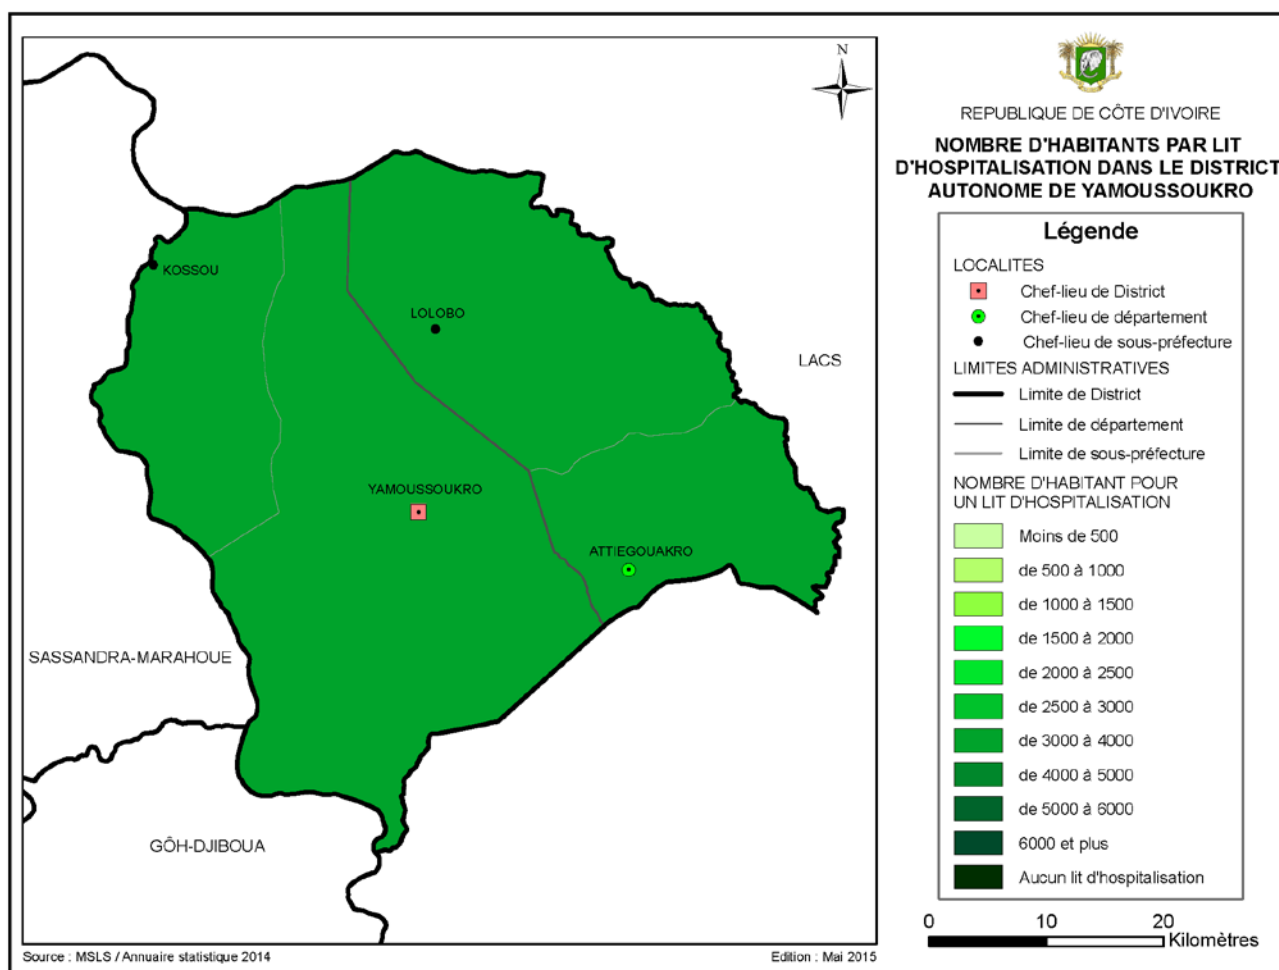 N
KOSSOU
LOLOBO
LACS
YAMOUSSOUKRO
ATTIEGOUAKRO
SASSANDRA-MARAHOUE
GÔH-DJIBOUA
Source : MSLS / Annuaire statistique 2014
Edition : Mai 2015
REPUBLIQUE DE CÔTE D'IVOIRE
NOMBRE D'HABITANTS PAR LIT
D'HOSPITALISATION DANS LE DISTRICT
AUTONOME DE YAMOUSSOUKRO
Légende
LOCALITES
Chef-lieu de District
Chef-lieu de département
Chef-lieu de sous-préfecture
LIMITES ADMINISTRATIVES
Limite de District
Limite de département
Limite de sous-préfecture
NOMBRE D'HABITANT POUR
UN LIT D'HOSPITALISATION
Moins de 500
de 500 à 1000
de 1000 à 1500
de 1500 à 2000
de 2000 à 2500
de 2500 à 3000
de 3000 à 4000
de 4000 à 5000
de 5000 à 6000
6000 et plus
Aucun lit d'hospitalisation
0 10 20
Kilomètres